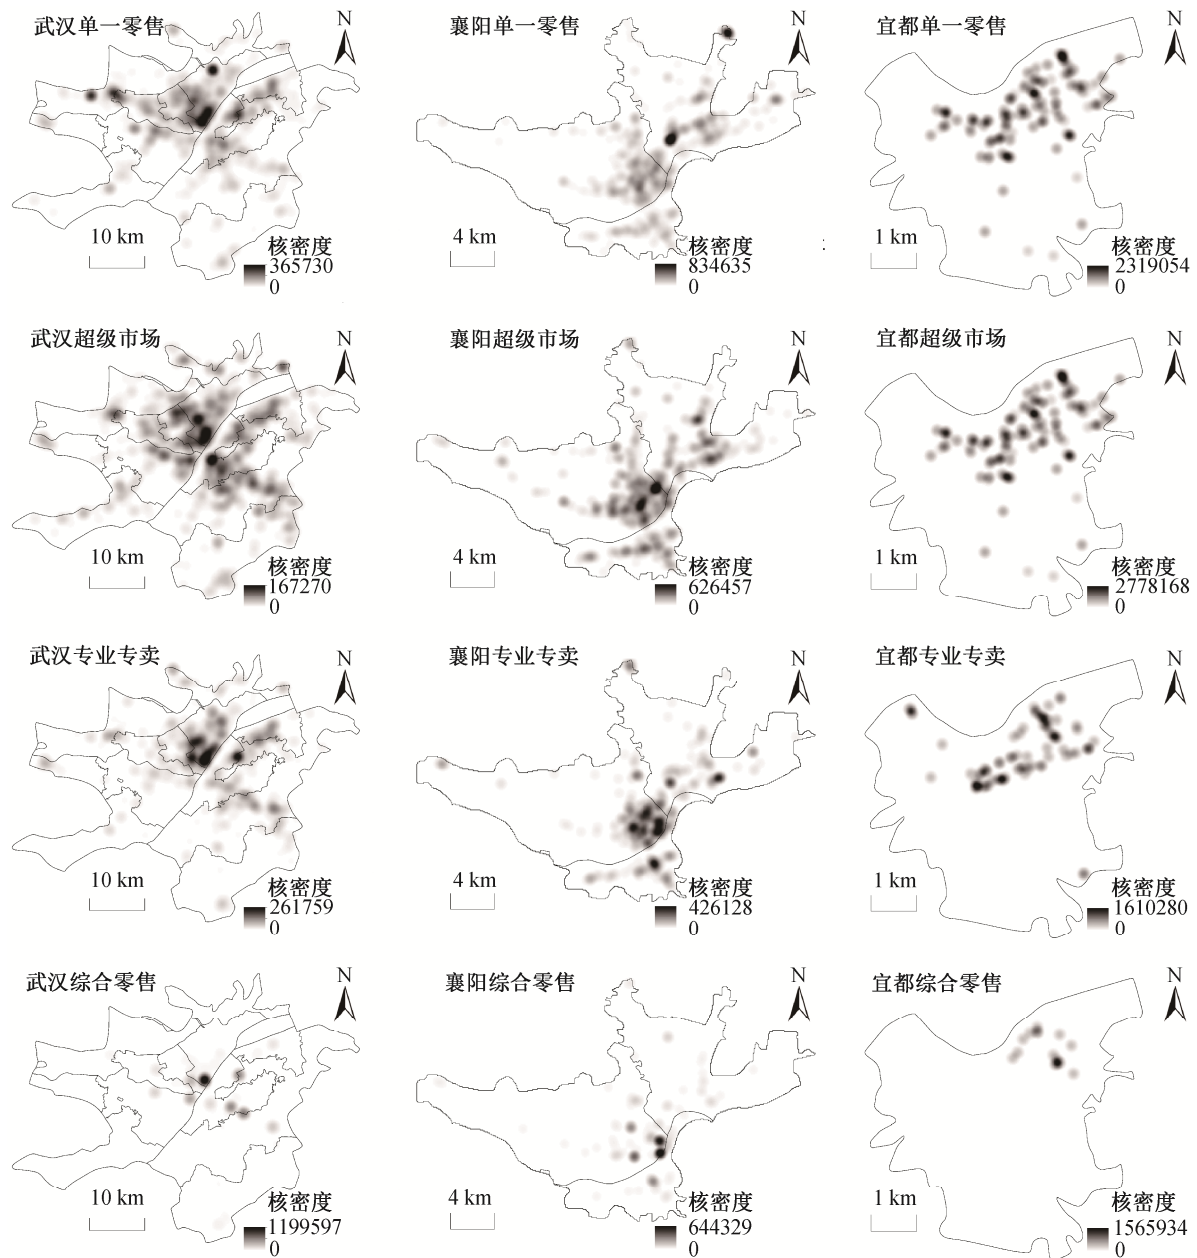 武汉单一零售
N
10 km
核密度
365730
0
襄阳单一零售
N
4 km
核密度
834635
0
宜都单一零售
N
1 km
核密度
2319054
0
武汉超级市场
N
10 km
核密度
167270
0
襄阳超级市场
N
4 km
核密度
626457
0
宜都超级市场
N
1 km
核密度
2778168
0
武汉专业专卖
N
10 km
核密度
261759
0
襄阳专业专卖
N
4 km
核密度
426128
0
宜都专业专卖
N
1 km
核密度
1610280
0
武汉综合零售
N
10 km
核密度
1199597
0
襄阳综合零售
N
4 km
核密度
644329
0
宜都综合零售
N
1 km
核密度
1565934
0